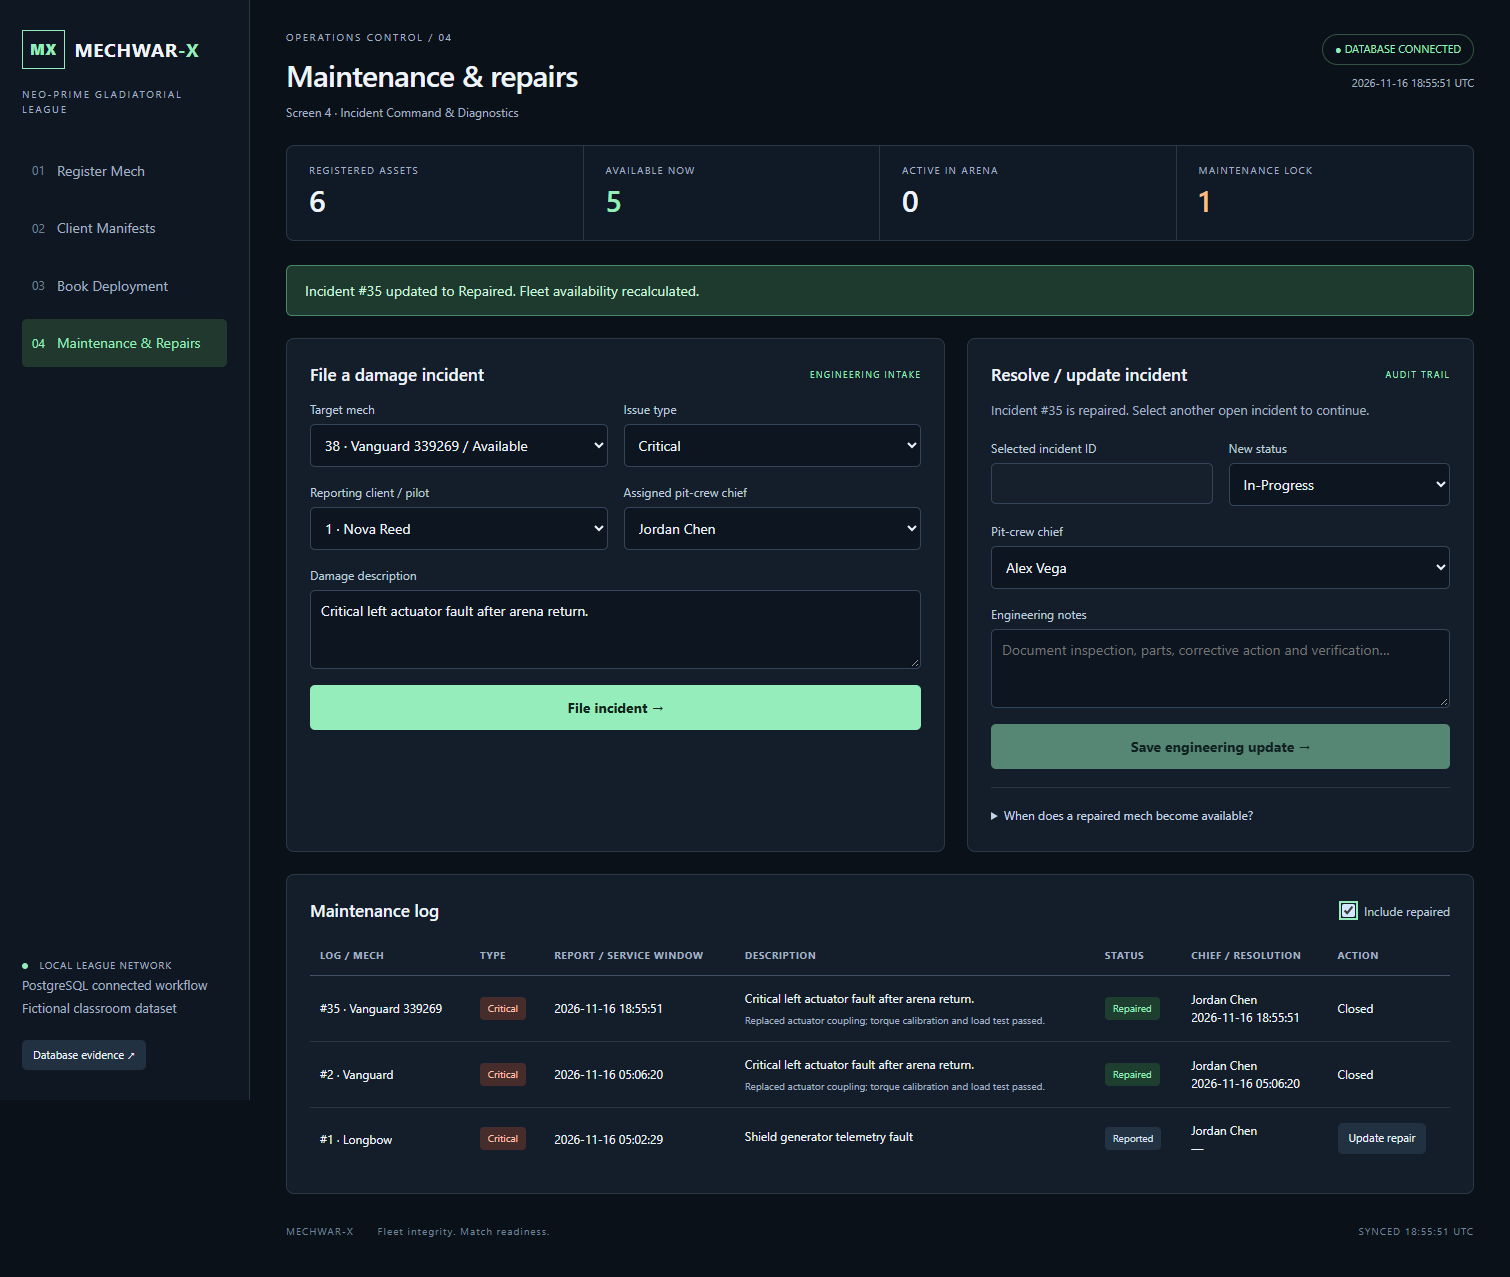 MX MECHWAR-X
NEO-PRIME GLADIATORIAL
LEAGUE
01 Register Mech
02 Client Manifests
03 Book Deployment
04 Maintenance & Repairs
LOCAL LEAGUE NETWORK
PostgreSQL connected workflow
Fictional classroom dataset
Database evidence ↗
OPERATIONS CONTROL / 04
Maintenance & repairs
Screen 4 · Incident Command & Diagnostics
● DATABASE CONNECTED
2026-11-16 18:55:51 UTC
REGISTERED ASSETS
6
AVAILABLE NOW
5
ACTIVE IN ARENA
0
MAINTENANCE LOCK
1
Incident #35 updated to Repaired. Fleet availability recalculated.
File a damage incident
ENGINEERING INTAKE
Target mech
38 · Vanguard 339269 / Available
Issue type
Critical
Reporting client / pilot
1 · Nova Reed
Assigned pit-crew chief
Jordan Chen
Damage description
Critical left actuator fault after arena return.
File incident →
Resolve / update incident
AUDIT TRAIL
Incident #35 is repaired. Select another open incident to continue.
Selected incident ID
New status
In-Progress
Pit-crew chief
Alex Vega
Engineering notes
Document inspection, parts, corrective action and verification...
Save engineering update →
▶ When does a repaired mech become available?
Maintenance log
Include repaired
LOG / MECH TYPE REPORT / SERVICE WINDOW DESCRIPTION STATUS CHIEF / RESOLUTION ACTION
#35 · Vanguard 339269 Critical 2026-11-16 18:55:51 Critical left actuator fault after arena return. Repaired Jordan Chen Closed
Replaced actuator coupling; torque calibration and load test passed. 2026-11-16 18:55:51
#2 · Vanguard Critical 2026-11-16 05:06:20 Critical left actuator fault after arena return. Repaired Jordan Chen Closed
Replaced actuator coupling; torque calibration and load test passed. 2026-11-16 05:06:20
#1 · Longbow Critical 2026-11-16 05:02:29 Shield generator telemetry fault Reported Jordan Chen Update repair
—
MECHWAR-X Fleet integrity. Match readiness.
SYNCED 18:55:51 UTC